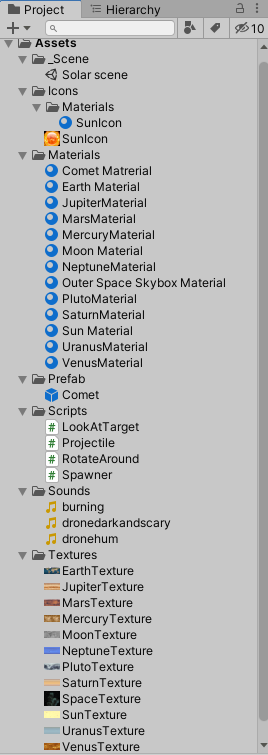 Project
Hierarchy
10
Assets
_Scene
Solar scene
Icons
Materials
SunIcon
SunIcon
Materials
Comet Matrerial
Earth Material
JupiterMaterial
MarsMaterial
MercuryMaterial
Moon Material
NeptuneMaterial
Outer Space Skybox Material
PlutoMaterial
SaturnMaterial
Sun Material
UranusMaterial
VenusMaterial
Prefab
Comet
Scripts
LookAtTarget
Projectile
RotateAround
Spawner
Sounds
burning
dronedarkandscary
dronehum
Textures
EarthTexture
JupiterTexture
MarsTexture
MercuryTexture
MoonTexture
NeptuneTexture
PlutoTexture
SaturnTexture
SpaceTexture
SunTexture
UranusTexture
VenusTexture